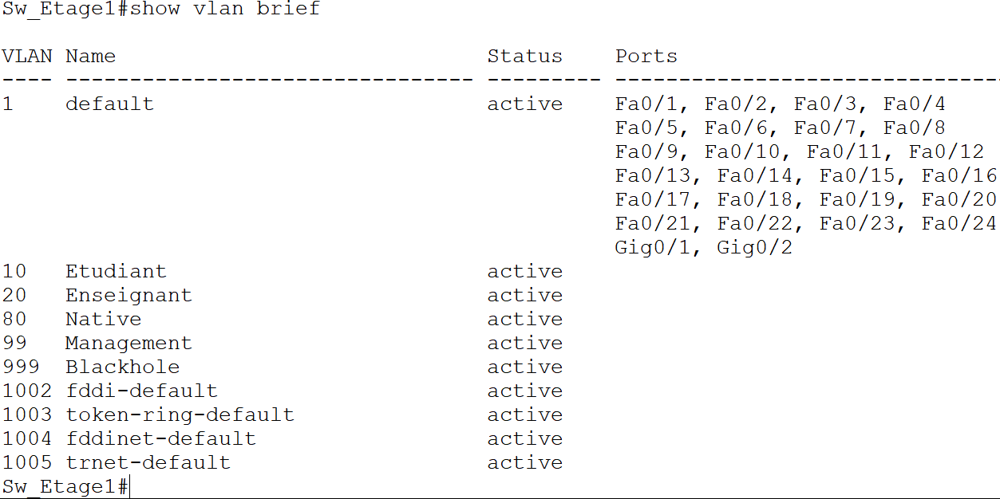 Sw_Etage1#show vlan brief
VLAN Name Status Ports
---- -------------------------------- --------- -------------------------------
1 default active Fa0/1, Fa0/2, Fa0/3, Fa0/4
Fa0/5, Fa0/6, Fa0/7, Fa0/8
Fa0/9, Fa0/10, Fa0/11, Fa0/12
Fa0/13, Fa0/14, Fa0/15, Fa0/16
Fa0/17, Fa0/18, Fa0/19, Fa0/20
Fa0/21, Fa0/22, Fa0/23, Fa0/24
Gig0/1, Gig0/2
10 Etudiant active
20 Enseignant active
80 Native active
99 Management active
999 Blackhole active
1002 fddi-default active
1003 token-ring-default active
1004 fddinet-default active
1005 trnet-default active
Sw_Etage1#